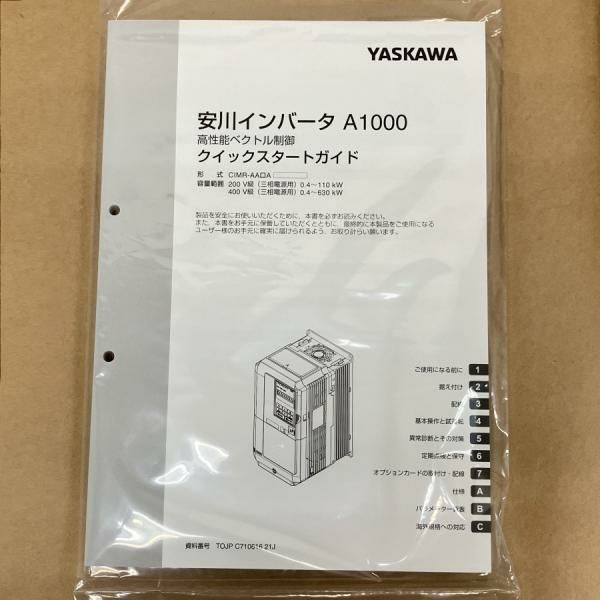 YASKAWA
安川インバータ A1000
高性能ベクトル制御
クイックスタートガイド
形 式 CIMR-AA□A
容量範囲 200 V級（三相電源用）0.4～110 kW
400 V級（三相電源用）0.4～630 kW
製品を安全にお使いいただくために、本書を必ずお読みください。
また、本書をお手元に保管していただくとともに、最終的に本製品をご使用になる
ユーザー様のお手元に確実に届けられるよう、お取り計らい願います。
ご使用になる前に 1
据え付け 2
配線 3
基本操作と試運転 4
異常診断とその対策 5
定期点検と保守 6
オプションカードの取付け・配線 7
仕様 A
パラメーター一覧表 B
海外規格への対応 C
資料番号 TOJP C710616 21J